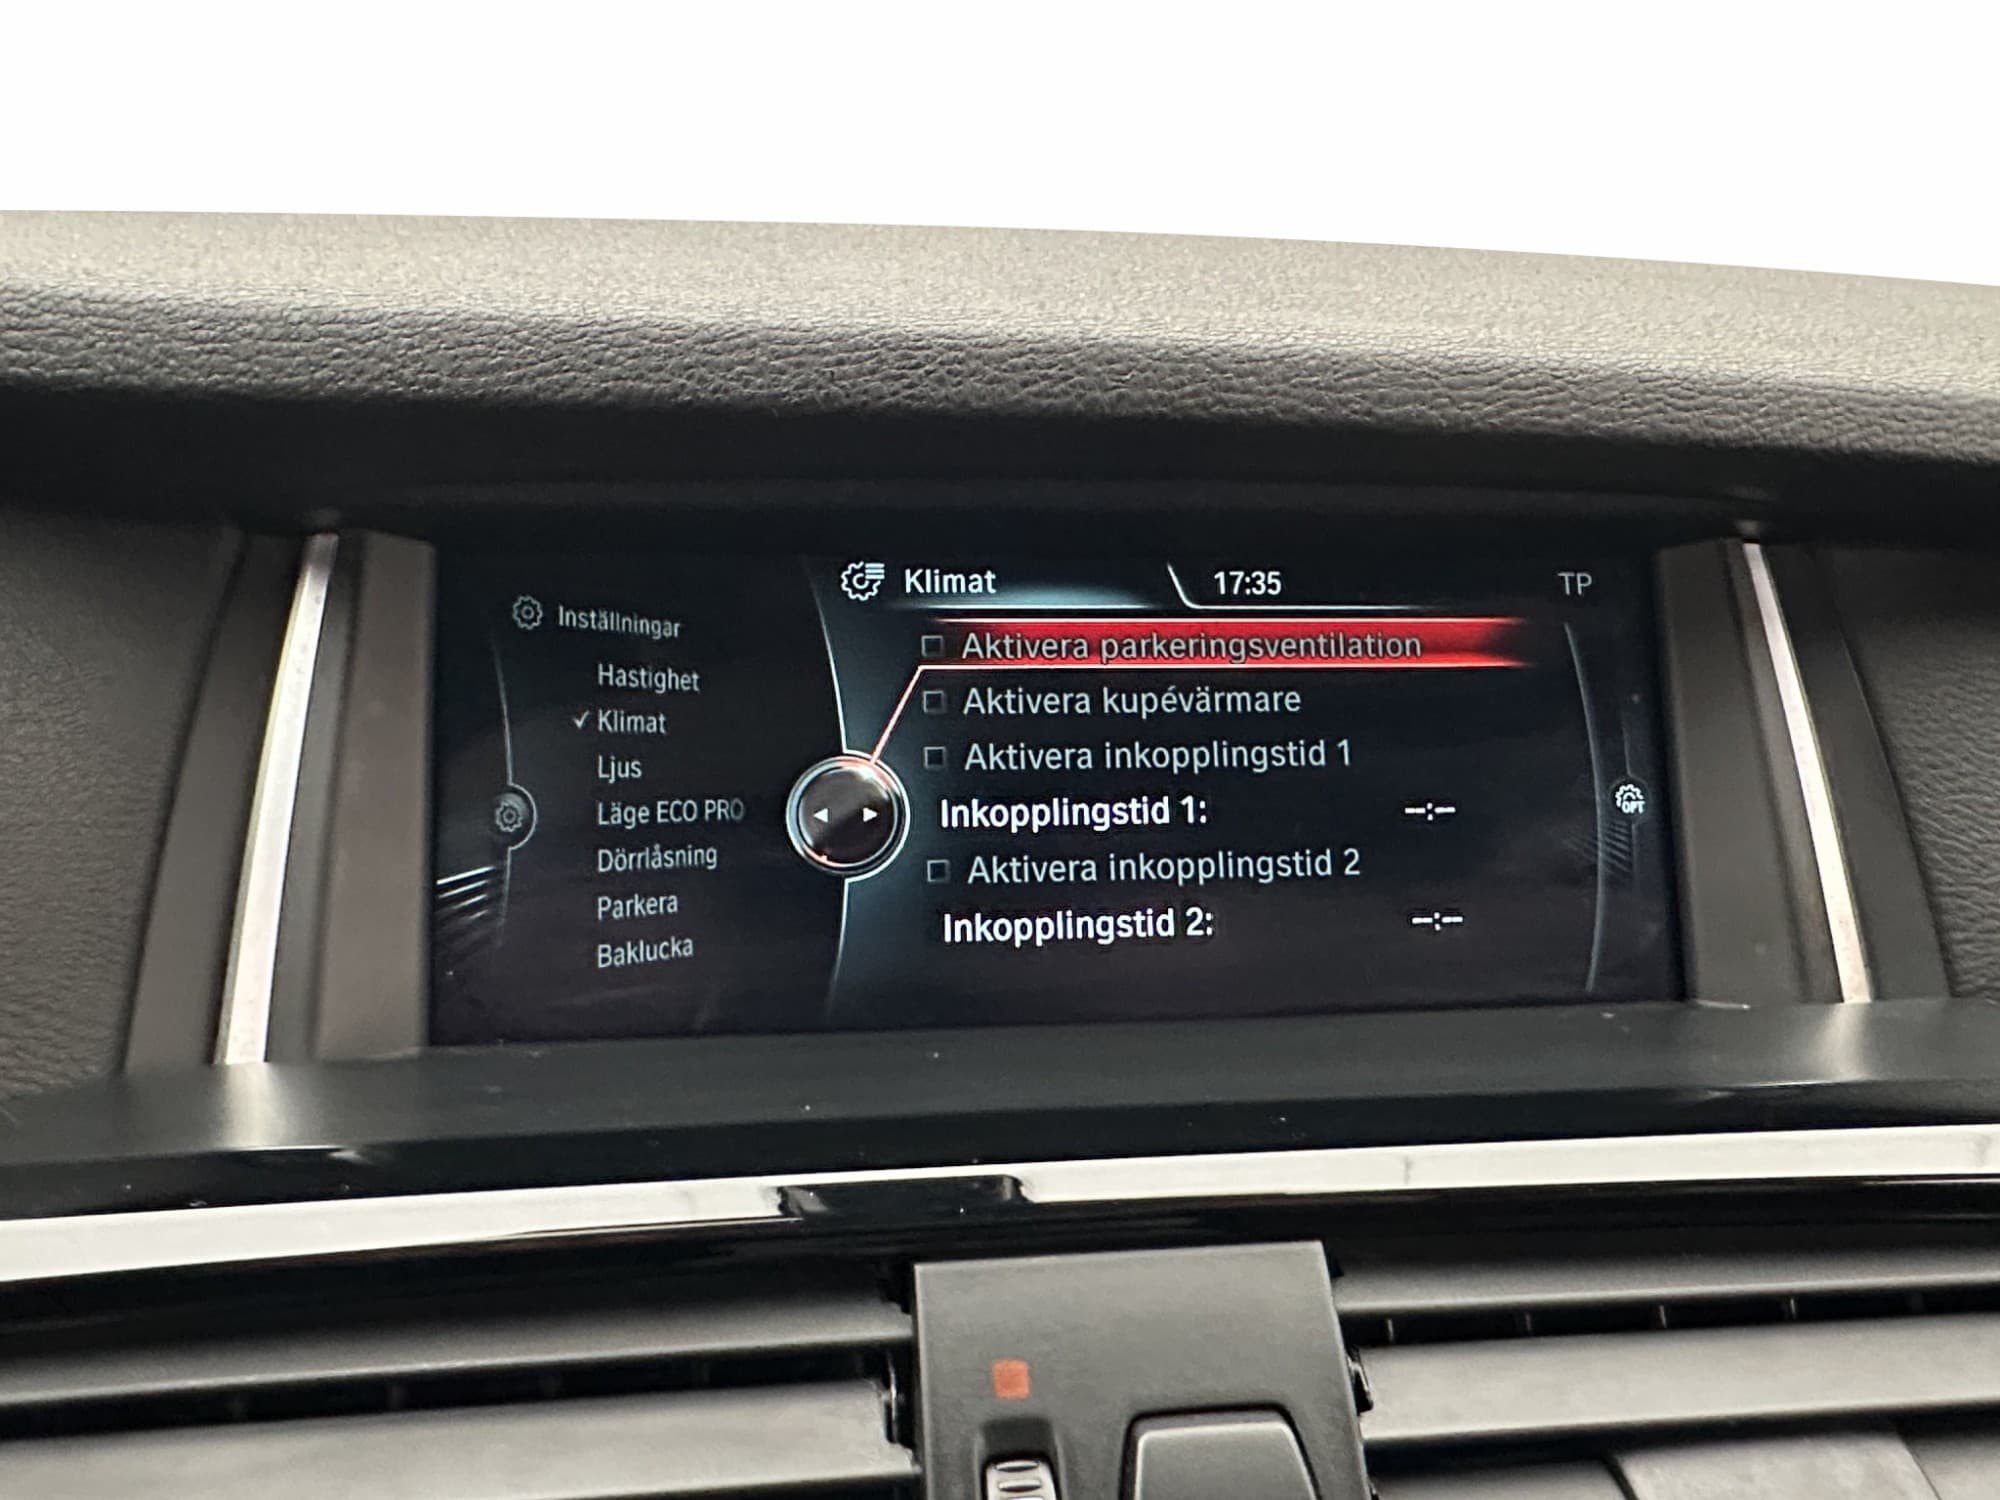 Inställningar
Hastighet
Klimat
Ljus
Läge ECO PRO
Dörrlåsning
Parkera
Baklucka
Klimat 17:35 TP
Aktivera parkeringsventilation
Aktivera kupévärmare
Aktivera inkopplingstid 1
Inkopplingstid 1: --:--
Aktivera inkopplingstid 2
Inkopplingstid 2: --:--
OPT